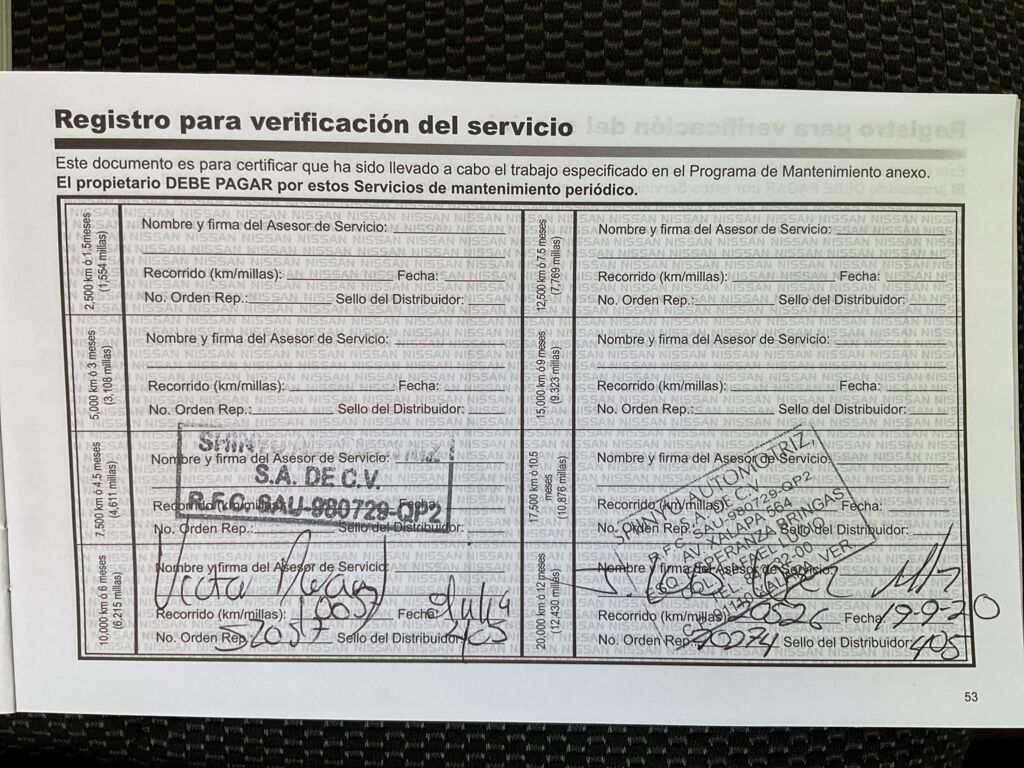 Registro para verificación del servicio
Este documento es para certificar que ha sido llevado a cabo el trabajo especificado en el Programa de Mantenimiento anexo.
El propietario DEBE PAGAR por estos Servicios de mantenimiento periódico.
2,500 km ó 1.5meses
(1,554 millas)
Nombre y firma del Asesor de Servicio:
Recorrido (km/millas): Fecha:
No. Orden Rep.: Sello del Distribuidor:
5,000 km ó 3 meses
(3,108 millas)
Nombre y firma del Asesor de Servicio:
Recorrido (km/millas): Fecha:
No. Orden Rep.: Sello del Distribuidor:
7,500 km ó 4.5 meses
(4,611 millas)
Nombre y firma del Asesor de Servicio:
Recorrido (km/millas): Fecha:
No. Orden Rep.: Sello del Distribuidor:
S.A. DE C.V.
R.F.C. SAU-980729-QP2
10,000 km ó 6 meses
(6,215 millas)
Nombre y firma del Asesor de Servicio:
Victor
Recorrido (km/millas): 10057 Fecha:
No. Orden Rep. 52057 Sello del Distribuidor: 405
12,500 km ó 7.5 meses
(7,769 millas)
Nombre y firma del Asesor de Servicio:
Recorrido (km/millas): Fecha:
No. Orden Rep.: Sello del Distribuidor:
15,000 km ó 9 meses
(9,323 millas)
Nombre y firma del Asesor de Servicio:
Recorrido (km/millas): Fecha:
No. Orden Rep.: Sello del Distribuidor:
17,500 km ó 10.5
meses
(10,876 millas)
Nombre y firma del Asesor de Servicio:
Recorrido (km/millas): Fecha:
No. Orden Rep.: Sello del Distribuidor:
SHINYU AUTOMOTRIZ,
S.A. DE C.V.
R.F.C. SAU-980729-QP2
AV. XALAPA 564
ESQ. ESPERANZA BRINGAS
COL. RAFAEL LUCIO
20,000 km ó 12 meses
(12,430 millas)
Nombre y firma del Asesor de Servicio:
Recorrido (km/millas): 20526 Fecha: 19-9-20
No. Orden Rep.: Sello del Distribuidor: 405
53